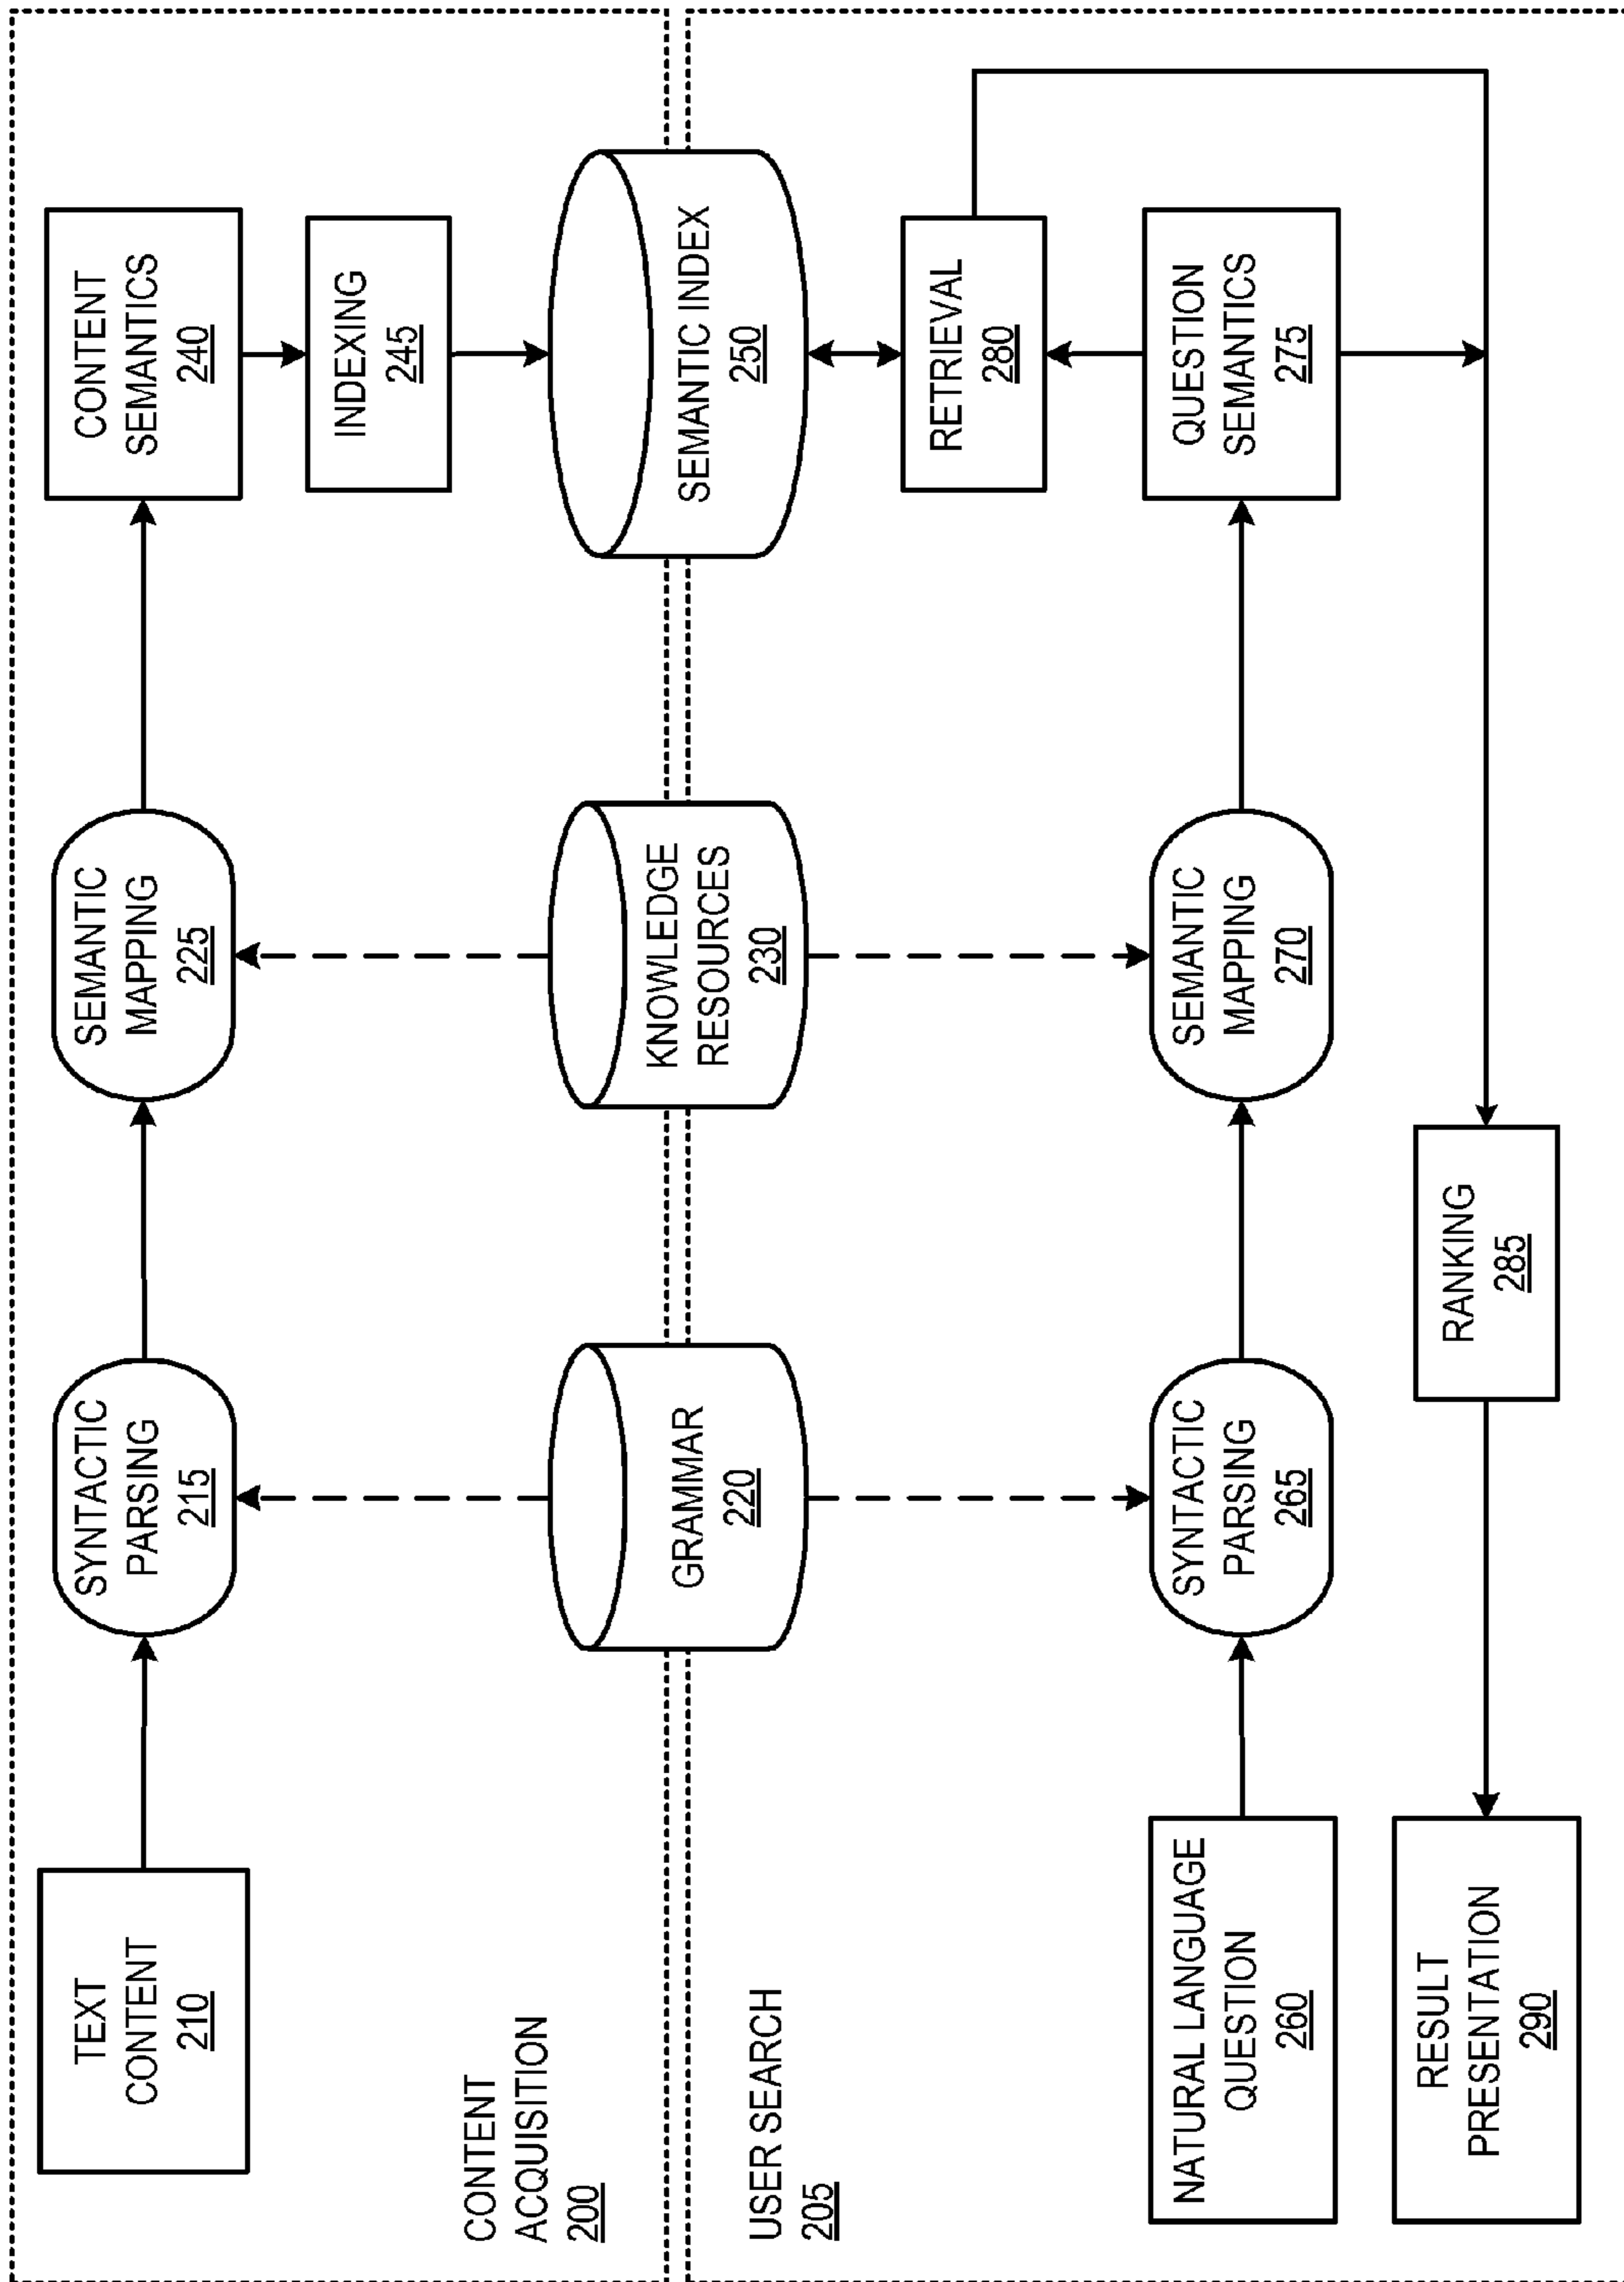 TEXT
CONTENT
210
SYNTACTIC
PARSING
215
SEMANTIC
MAPPING
225
CONTENT
SEMANTICS
240
INDEXING
245
CONTENT
ACQUISITION
200
GRAMMAR
220
KNOWLEDGE
RESOURCES
230
SEMANTIC INDEX
250
USER SEARCH
205
RETRIEVAL
280
NATURAL LANGUAGE
QUESTION
260
SYNTACTIC
PARSING
265
SEMANTIC
MAPPING
270
QUESTION
SEMANTICS
275
RESULT
PRESENTATION
290
RANKING
285